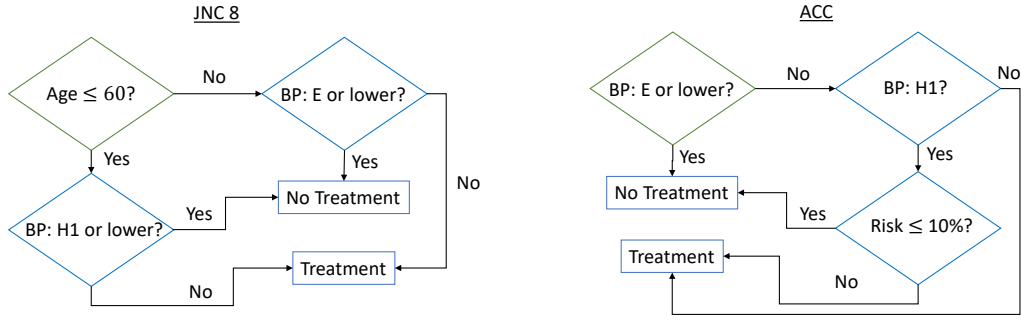 JNC 8
Age ≤ 60?
No
BP: E or lower?
Yes
Yes
No
No Treatment
BP: H1 or lower?
Yes
Treatment
No
ACC
BP: E or lower?
No
BP: H1?
No
Yes
Yes
No Treatment
Yes
Risk ≤ 10%?
Treatment
No